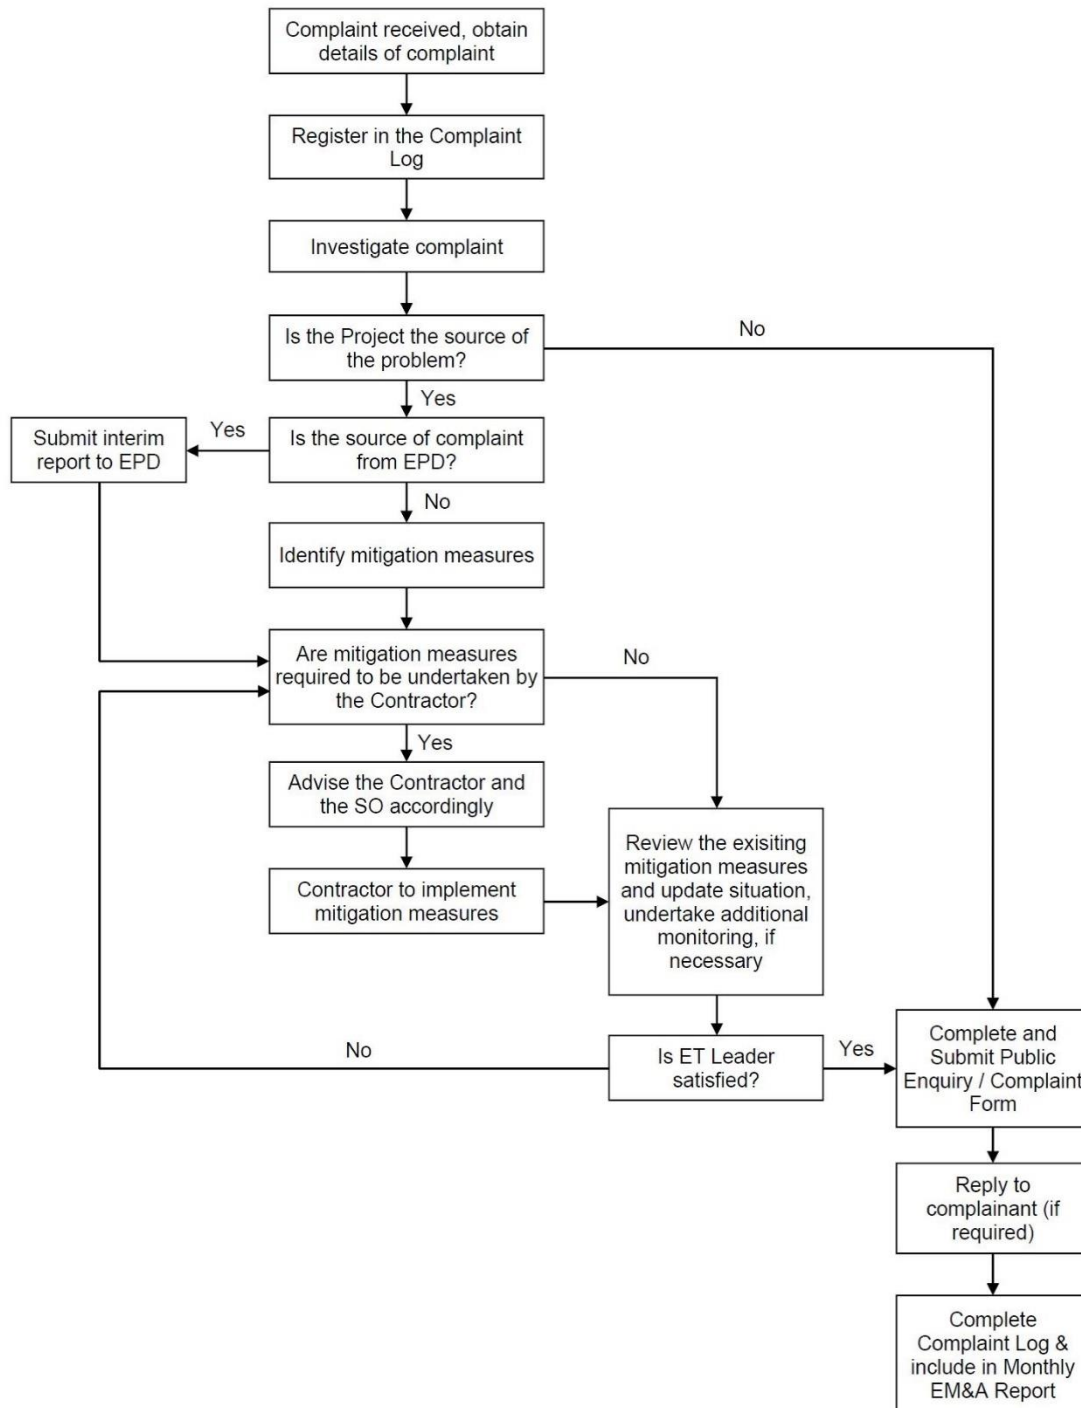 Complaint received, obtain
details of complaint
Register in the Complaint
Log
Investigate complaint
Is the Project the source of
the problem?
No
Yes
Submit interim
report to EPD
Yes
Is the source of complaint
from EPD?
No
Identify mitigation measures
Are mitigation measures
required to be undertaken by
the Contractor?
No
Yes
Advise the Contractor and
the SO accordingly
Contractor to implement
mitigation measures
Review the exisiting
mitigation measures
and update situation,
undertake additional
monitoring, if
necessary
No
Is ET Leader
satisfied?
Yes
Complete and
Submit Public
Enquiry / Complaint
Form
Reply to
complainant (if
required)
Complete
Complaint Log &
include in Monthly
EM&A Report